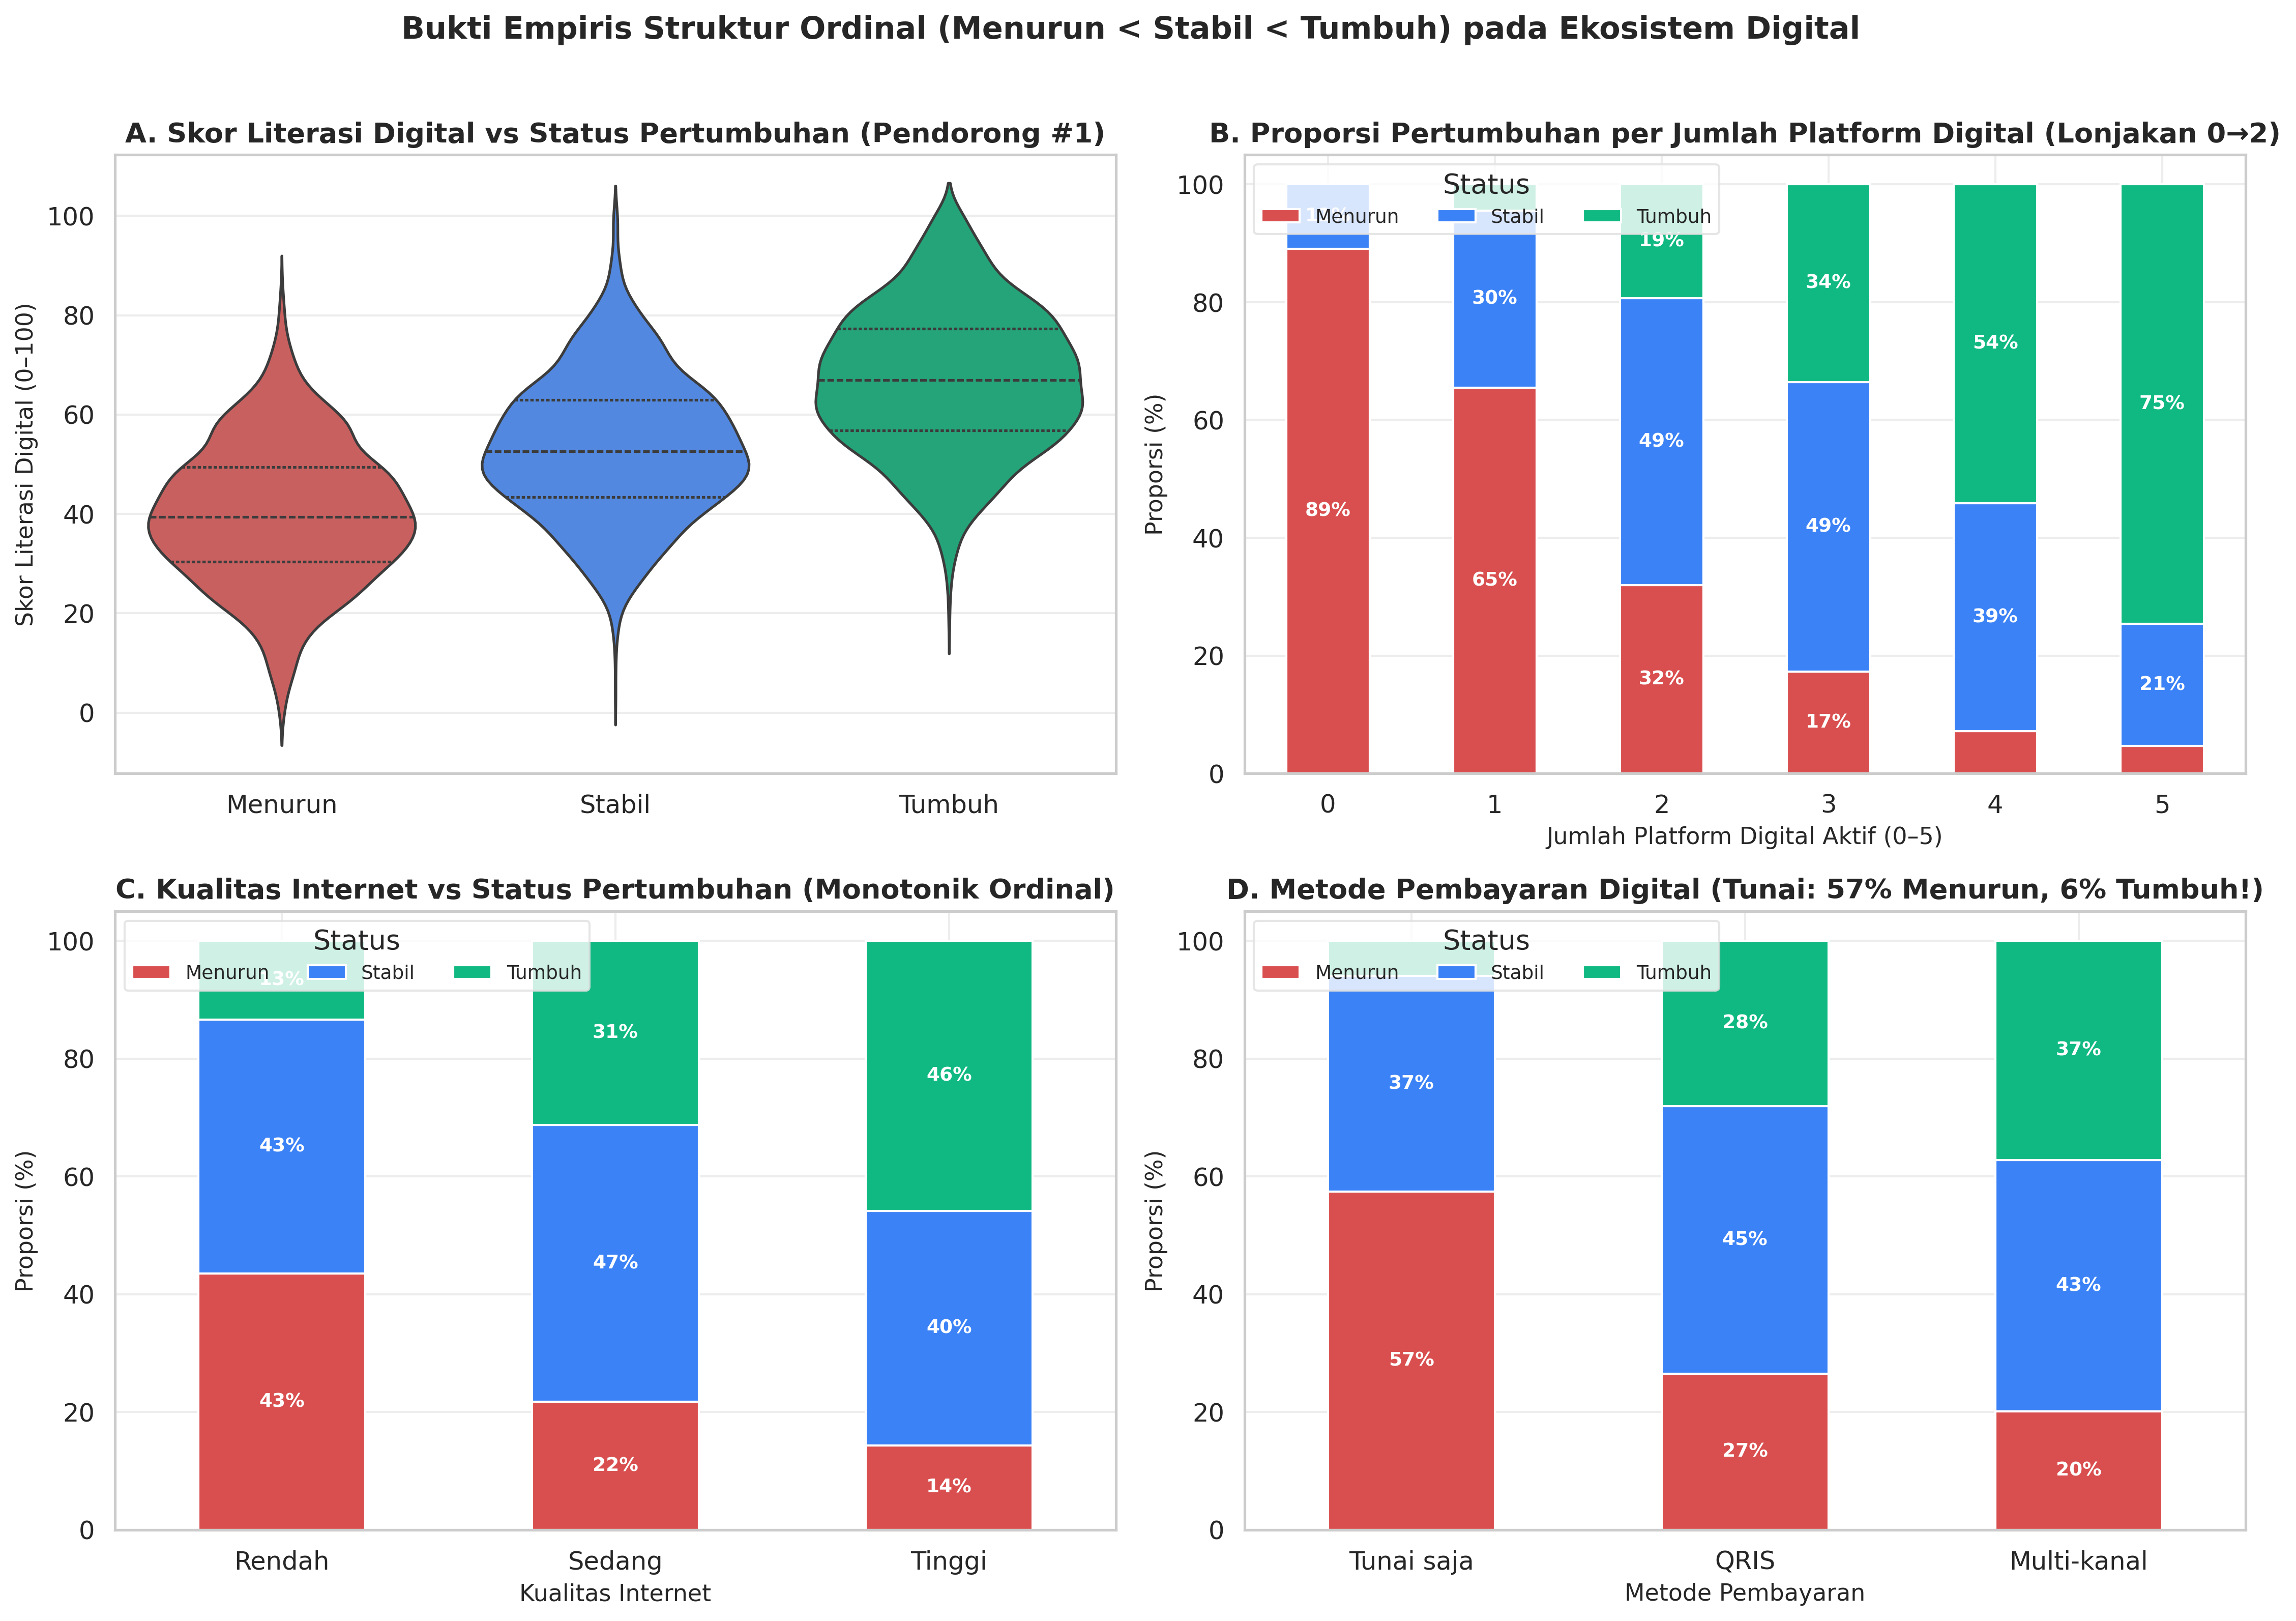 Bukti Empiris Struktur Ordinal (Menurun < Stabil < Tumbuh) pada Ekosistem Digital
A. Skor Literasi Digital vs Status Pertumbuhan (Pendorong #1)
Skor Literasi Digital (0–100)
100
80
60
40
20
0
Menurun
Stabil
Tumbuh
B. Proporsi Pertumbuhan per Jumlah Platform Digital (Lonjakan 0→2)
Status
Menurun
Stabil
Tumbuh
Proporsi (%)
100
80
60
40
20
0
89%
30%
65%
19%
49%
32%
34%
49%
17%
54%
39%
75%
21%
0
1
2
3
4
5
Jumlah Platform Digital Aktif (0–5)
C. Kualitas Internet vs Status Pertumbuhan (Monotonik Ordinal)
Status
Menurun
Stabil
Tumbuh
Proporsi (%)
100
80
60
40
20
0
13%
43%
43%
31%
47%
22%
46%
40%
14%
Rendah
Sedang
Tinggi
Kualitas Internet
D. Metode Pembayaran Digital (Tunai: 57% Menurun, 6% Tumbuh!)
Status
Menurun
Stabil
Tumbuh
Proporsi (%)
100
80
60
40
20
0
37%
57%
28%
45%
27%
37%
43%
20%
Tunai saja
QRIS
Multi-kanal
Metode Pembayaran